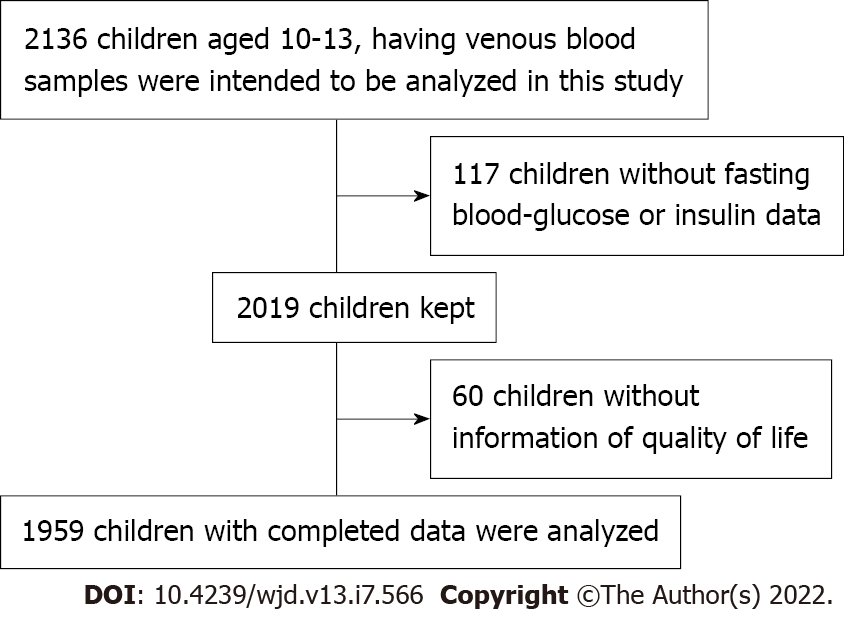 2136 children aged 10-13, having venous blood
samples were intended to be analyzed in this study
117 children without fasting
blood-glucose or insulin data
2019 children kept
60 children without
information of quality of life
1959 children with completed data were analyzed
DOI: 10.4239/wjd.v13.i7.566 Copyright ©The Author(s) 2022.